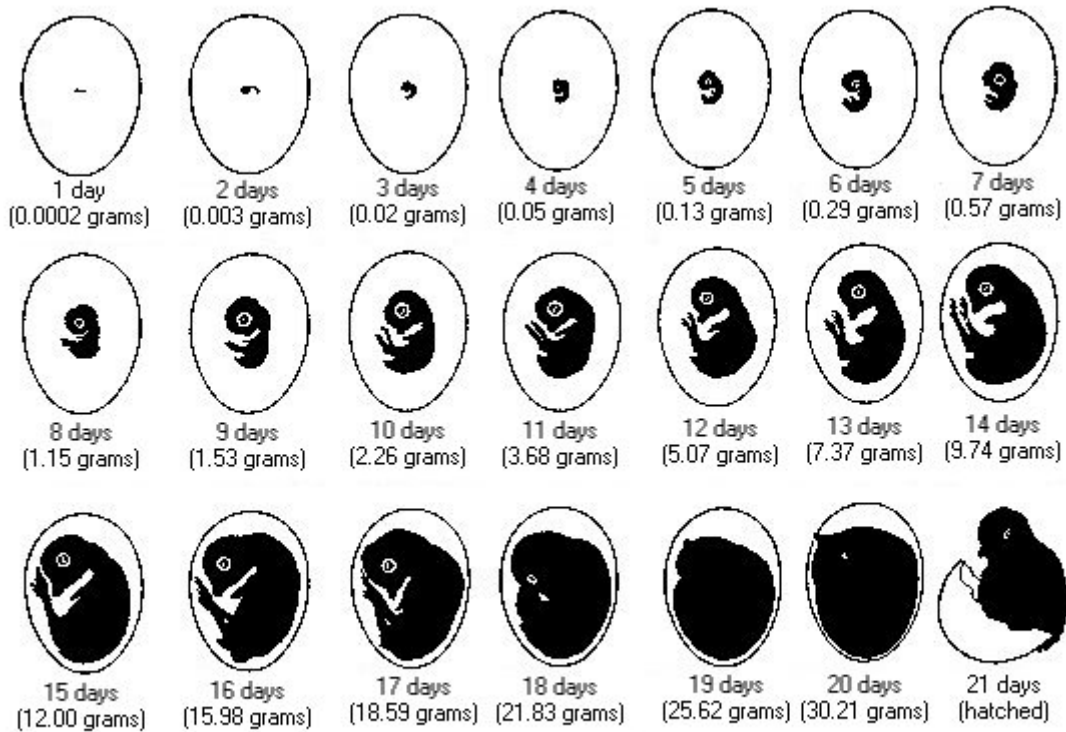 1 day
(0.0002 grams)
2 days
(0.003 grams)
3 days
(0.02 grams)
4 days
(0.05 grams)
5 days
(0.13 grams)
6 days
(0.29 grams)
7 days
(0.57 grams)
8 days
(1.15 grams)
9 days
(1.53 grams)
10 days
(2.26 grams)
11 days
(3.68 grams)
12 days
(5.07 grams)
13 days
(7.37 grams)
14 days
(9.74 grams)
15 days
(12.00 grams)
16 days
(15.98 grams)
17 days
(18.59 grams)
18 days
(21.83 grams)
19 days
(25.62 grams)
20 days
(30.21 grams)
21 days
(hatched)